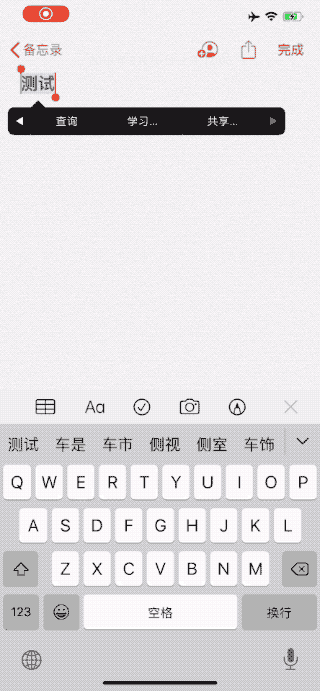 备忘录 完成
测试
查询 学习... 共享...
Aa
测试 车是 车市 侧视 侧室 车饰
Q W E R T Y U I O P
A S D F G H J K L
Z X C V B N M
123 空格 换行